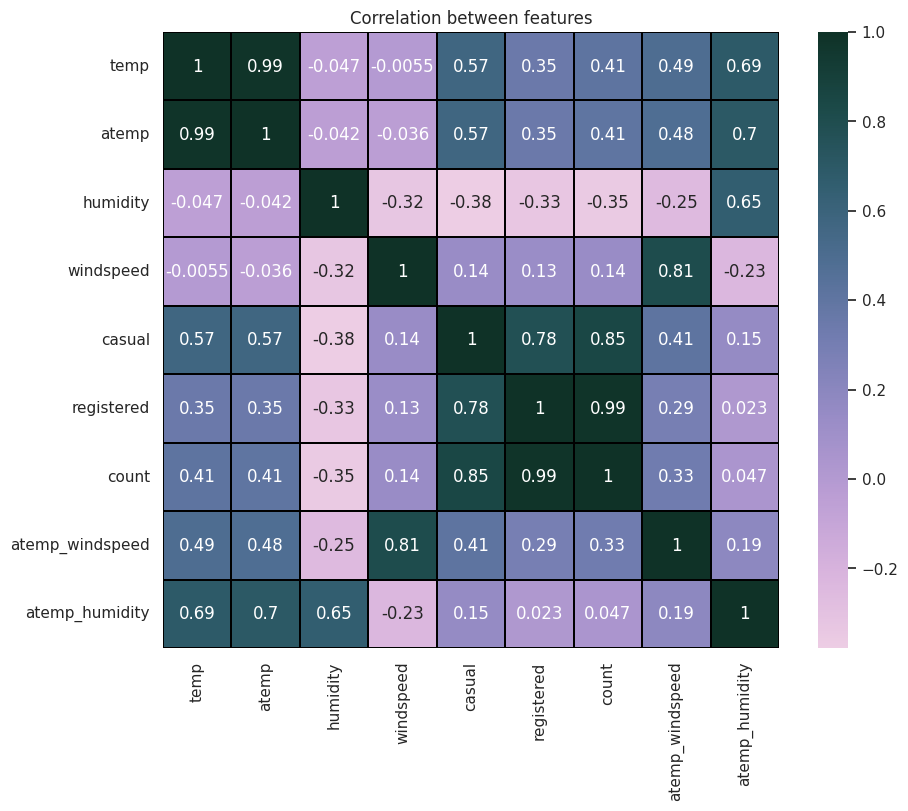 Correlation between features
temp 1 0.99 -0.047 -0.0055 0.57 0.35 0.41 0.49 0.69
atemp 0.99 1 -0.042 -0.036 0.57 0.35 0.41 0.48 0.7
humidity -0.047 -0.042 1 -0.32 -0.38 -0.33 -0.35 -0.25 0.65
windspeed -0.0055 -0.036 -0.32 1 0.14 0.13 0.14 0.81 -0.23
casual 0.57 0.57 -0.38 0.14 1 0.78 0.85 0.41 0.15
registered 0.35 0.35 -0.33 0.13 0.78 1 0.99 0.29 0.023
count 0.41 0.41 -0.35 0.14 0.85 0.99 1 0.33 0.047
atemp_windspeed 0.49 0.48 -0.25 0.81 0.41 0.29 0.33 1 0.19
atemp_humidity 0.69 0.7 0.65 -0.23 0.15 0.023 0.047 0.19 1
temp
atemp
humidity
windspeed
casual
registered
count
atemp_windspeed
atemp_humidity
1.0
0.8
0.6
0.4
0.2
0.0
−0.2